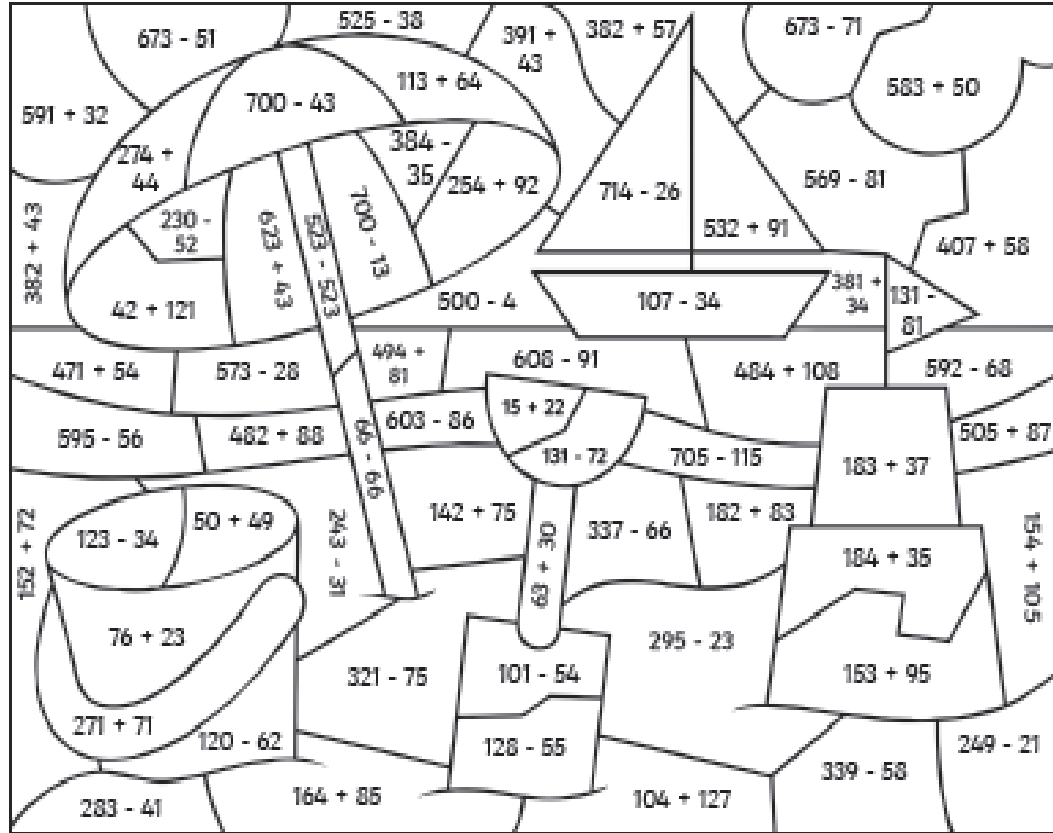 673 - 51
525 - 38
391 +
43
382 + 57
673 - 71
583 + 50
591 + 32
700 - 43
113 + 64
274 +
44
384 -
35
254 + 92
714 - 26
569 - 81
532 + 91
407 + 58
382 + 43
230 -
52
623 + 43
523 - 523
700 - 13
42 + 121
500 - 4
107 - 34
381 +
34
131 -
81
471 + 54
573 - 28
494 +
81
608 - 91
484 + 108
592 - 68
595 - 56
482 + 88
66 - 66
603 - 86
15 + 22
131 - 72
705 - 115
183 + 37
505 + 87
152 + 72
123 - 34
50 + 49
243 - 31
142 + 75
63 + 30
337 - 66
182 + 83
184 + 35
154 + 105
76 + 23
321 - 75
101 - 54
295 - 23
153 + 95
271 + 71
120 - 62
128 - 55
339 - 58
249 - 21
283 - 41
164 + 85
104 + 127